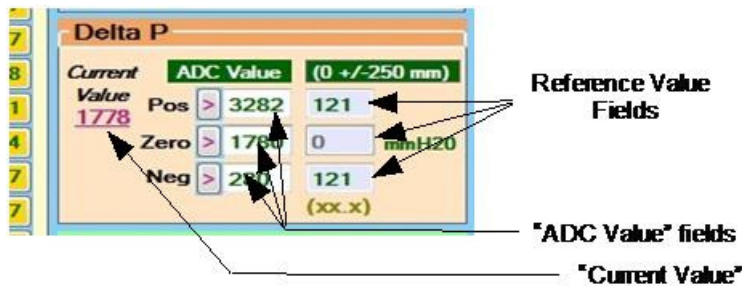 Delta P
Current ADC Value (0 +/-250 mm)
Value
1778
Pos > 3282 121
Zero > 1780 0 mmH20
Neg > 121
(xx.x)
Reference Value
Fields
"ADC Value" fields
"Current Value"
7
8
1
4
7
7